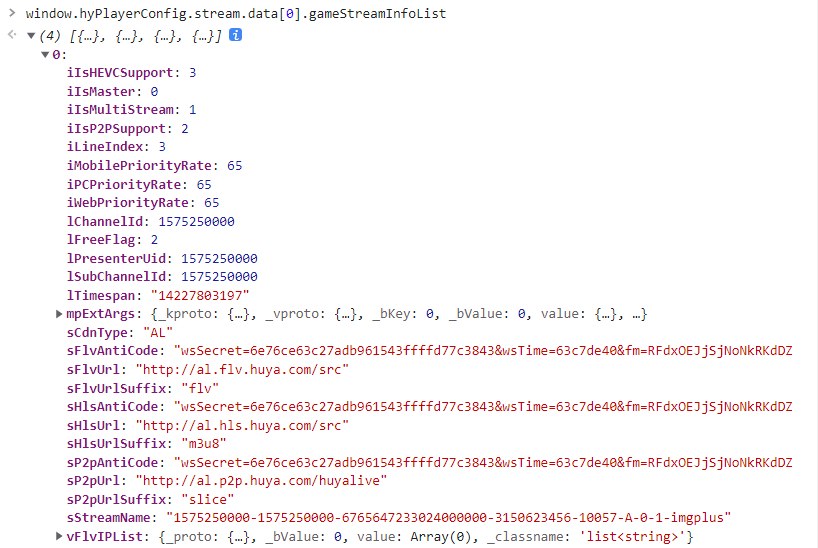 > window.hyPlayerConfig.stream.data[0].gameStreamInfoList
(4) [{…}, {…}, {…}, {…}] i
0:
iIsHEVCSupport: 3
iIsMaster: 0
iIsMultiStream: 1
iIsP2PSupport: 2
iLineIndex: 3
iMobilePriorityRate: 65
iPCPriorityRate: 65
iWebPriorityRate: 65
lChannelId: 1575250000
lFreeFlag: 2
lPresenterUid: 1575250000
lSubChannelId: 1575250000
lTimespan: "14227803197"
mpExtArgs: {_kproto: {…}, _vproto: {…}, _bKey: 0, _bValue: 0, value: {…}, …}
sCdnType: "AL"
sFlvAntiCode: "wsSecret=6e76ce63c27adb961543ffffd77c3843&wsTime=63c7de40&fm=RFdxOEJjSjNoNkRKdDZ
sFlvUrl: "http://al.flv.huya.com/src"
sFlvUrlSuffix: "flv"
sHlsAntiCode: "wsSecret=6e76ce63c27adb961543ffffd77c3843&wsTime=63c7de40&fm=RFdxOEJjSjNoNkRKdDZ
sHlsUrl: "http://al.hls.huya.com/src"
sHlsUrlSuffix: "m3u8"
sP2pAntiCode: "wsSecret=6e76ce63c27adb961543ffffd77c3843&wsTime=63c7de40&fm=RFdxOEJjSjNoNkRKdDZ
sP2pUrl: "http://al.p2p.huya.com/huyalive"
sP2pUrlSuffix: "slice"
sStreamName: "1575250000-1575250000-6765647233024000000-3150623456-10057-A-0-1-imgplus"
vFlvIPList: {_proto: {…}, _bValue: 0, value: Array(0), _classname: 'list<string>'}